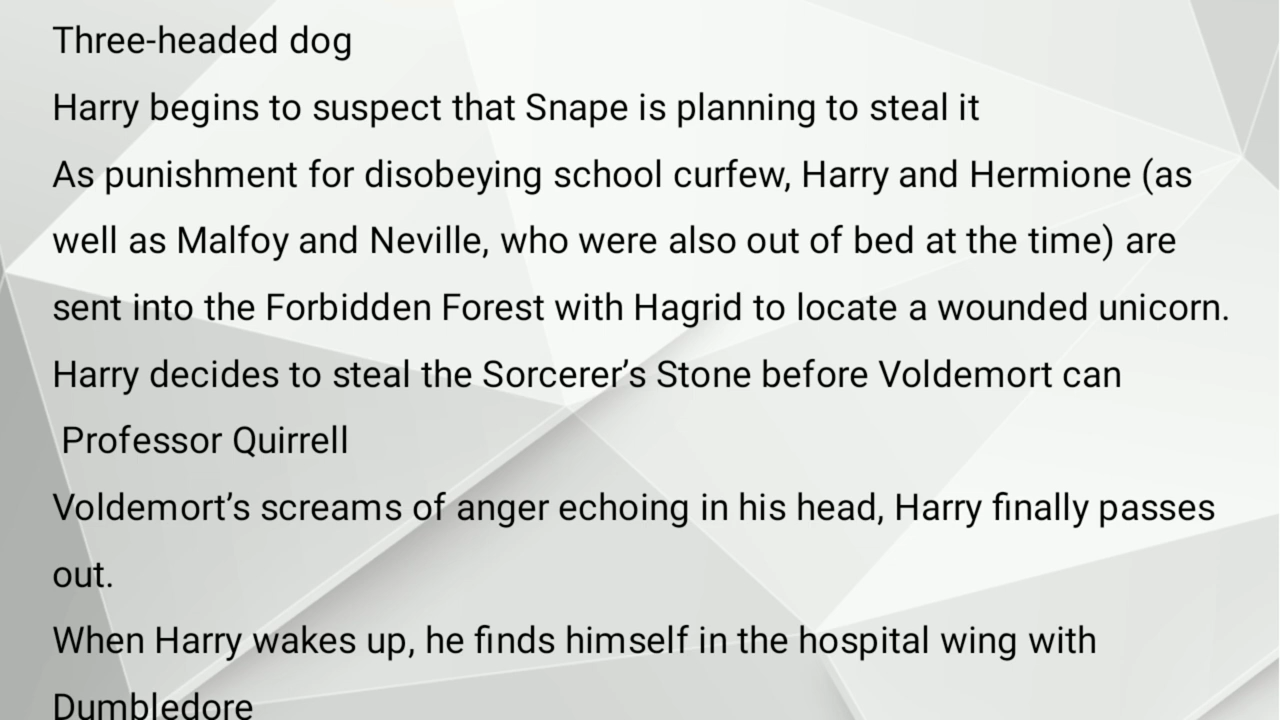 Three-headed dog
Harry begins to suspect that Snape is planning to steal it
As punishment for disobeying school curfew, Harry and Hermione (as
well as Malfoy and Neville, who were also out of bed at the time) are
sent into the Forbidden Forest with Hagrid to locate a wounded unicorn.
Harry decides to steal the Sorcerer’s Stone before Voldemort can
Professor Quirrell
Voldemort’s screams of anger echoing in his head, Harry finally passes
out.
When Harry wakes up, he finds himself in the hospital wing with
Dumbledore